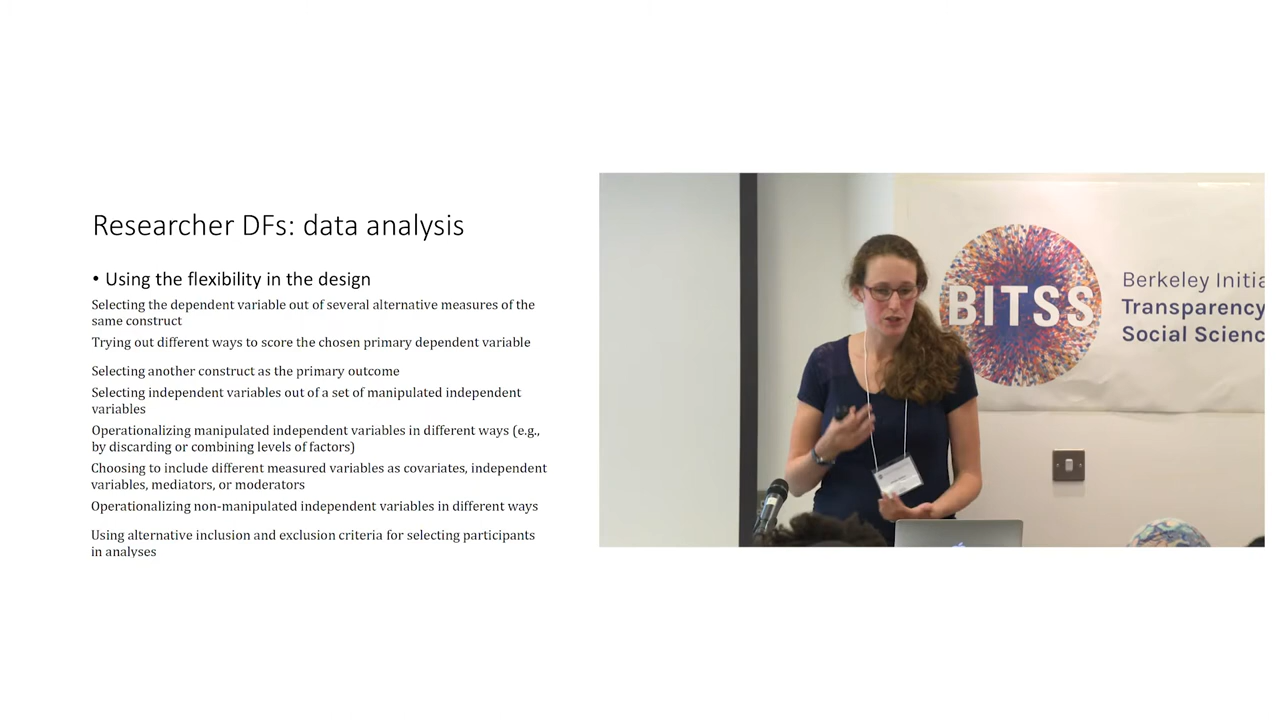 Researcher DFs: data analysis
• Using the flexibility in the design
Selecting the dependent variable out of several alternative measures of the
same construct
Trying out different ways to score the chosen primary dependent variable
Selecting another construct as the primary outcome
Selecting independent variables out of a set of manipulated independent
variables
Operationalizing manipulated independent variables in different ways (e.g.,
by discarding or combining levels of factors)
Choosing to include different measured variables as covariates, independent
variables, mediators, or moderators
Operationalizing non-manipulated independent variables in different ways
Using alternative inclusion and exclusion criteria for selecting participants
in analyses
BITSS
Berkeley Initia
Transparency
Social Scienc